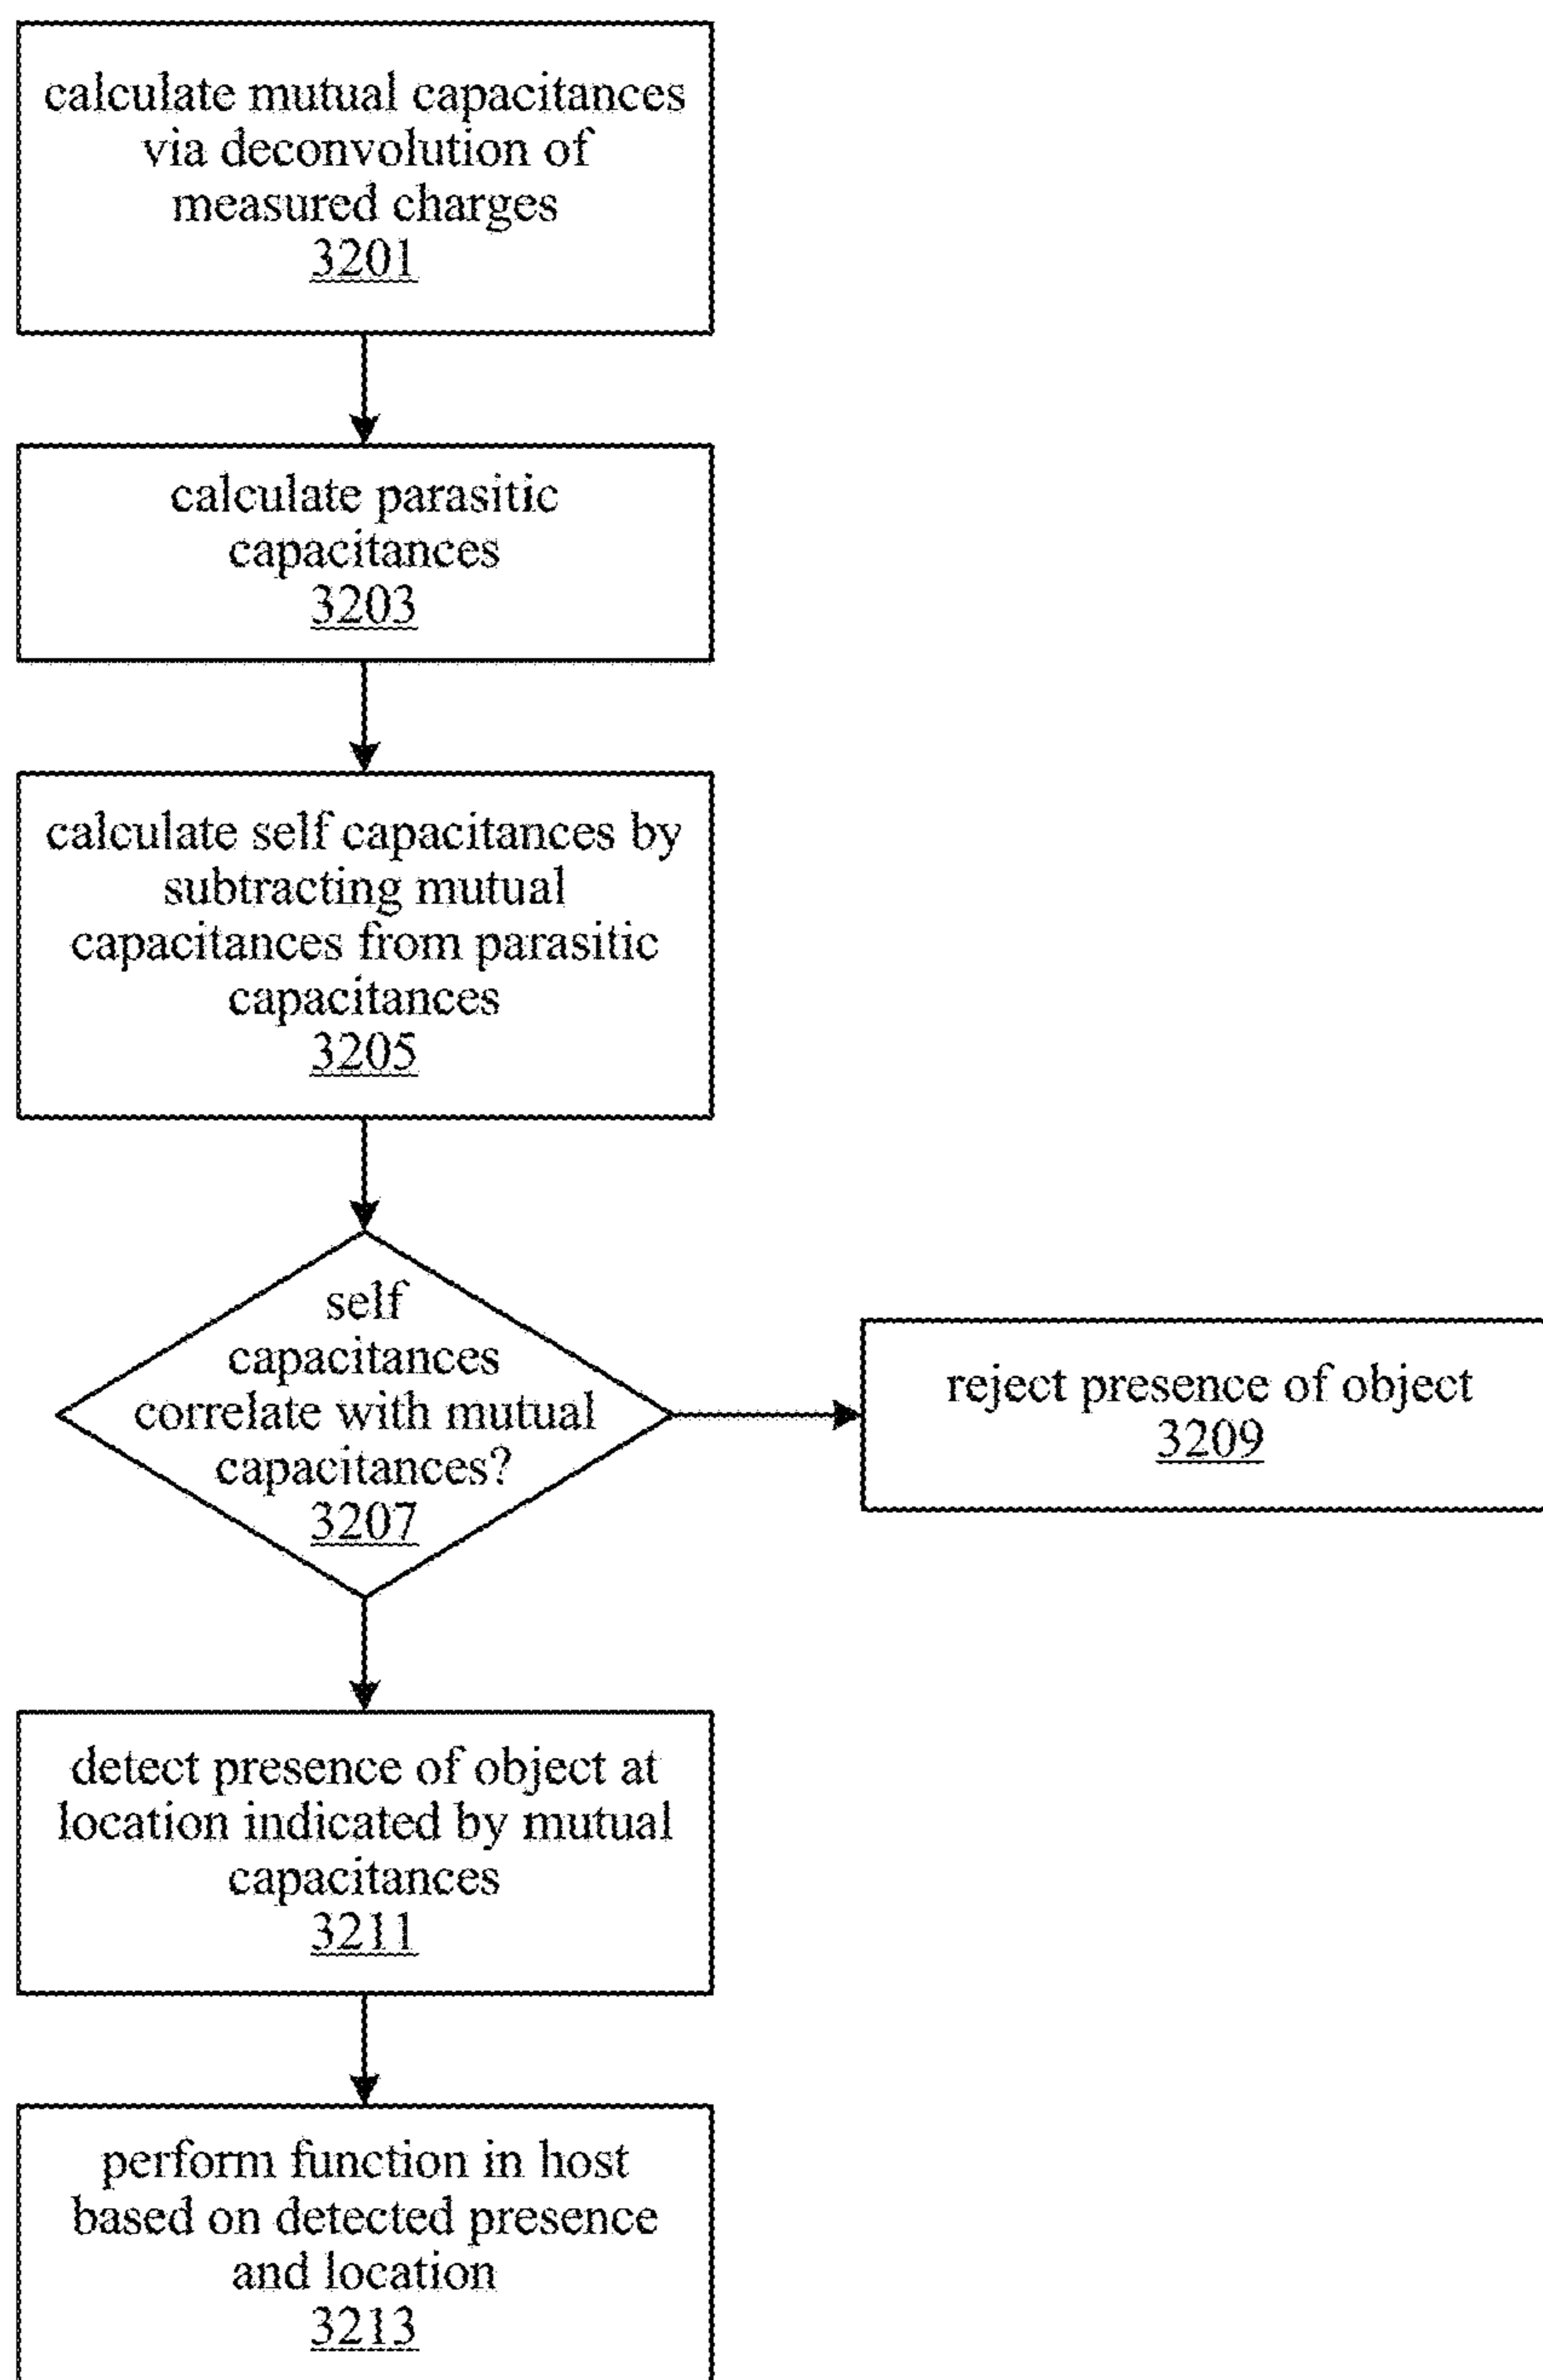 calculate mutual capacitances
via deconvolution of
measured charges
3201
calculate parasitic
capacitances
3203
calculate self capacitances by
subtracting mutual
capacitances from parasitic
capacitances
3205
self
capacitances
correlate with mutual
capacitances?
3207
reject presence of object
3209
detect presence of object at
location indicated by mutual
capacitances
3211
perform function in host
based on detected presence
and location
3213